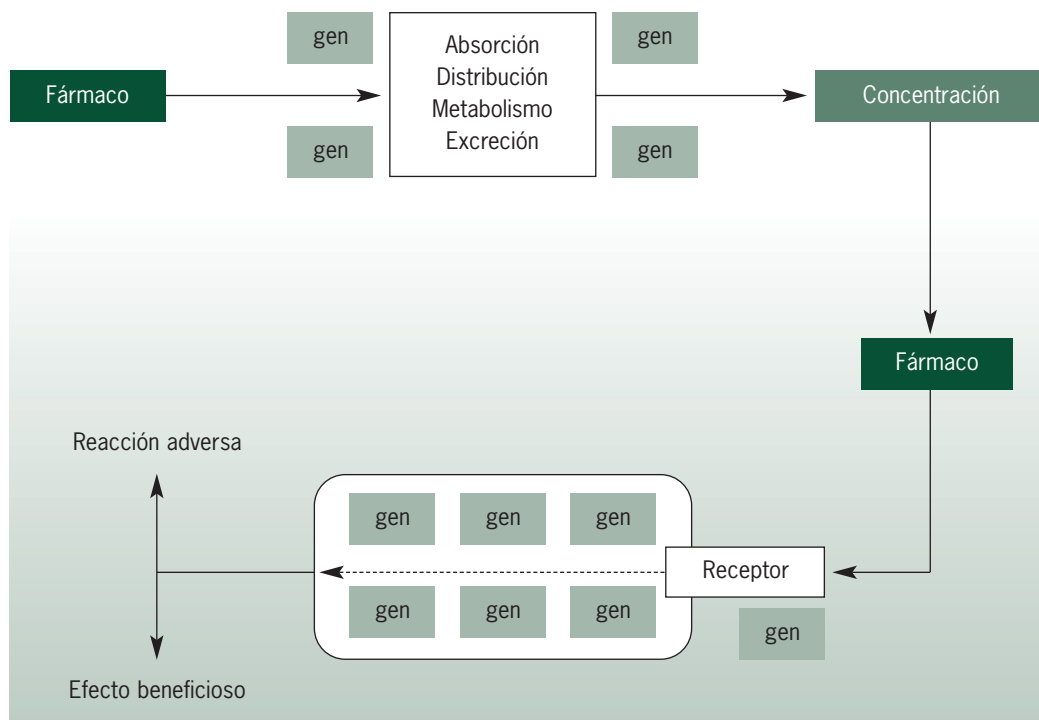 gen
gen
Fármaco
Absorción
Distribución
Metabolismo
Excreción
Concentración
gen
gen
Fármaco
Reacción adversa
gen
gen
gen
Receptor
gen
gen
gen
gen
Efecto beneficioso